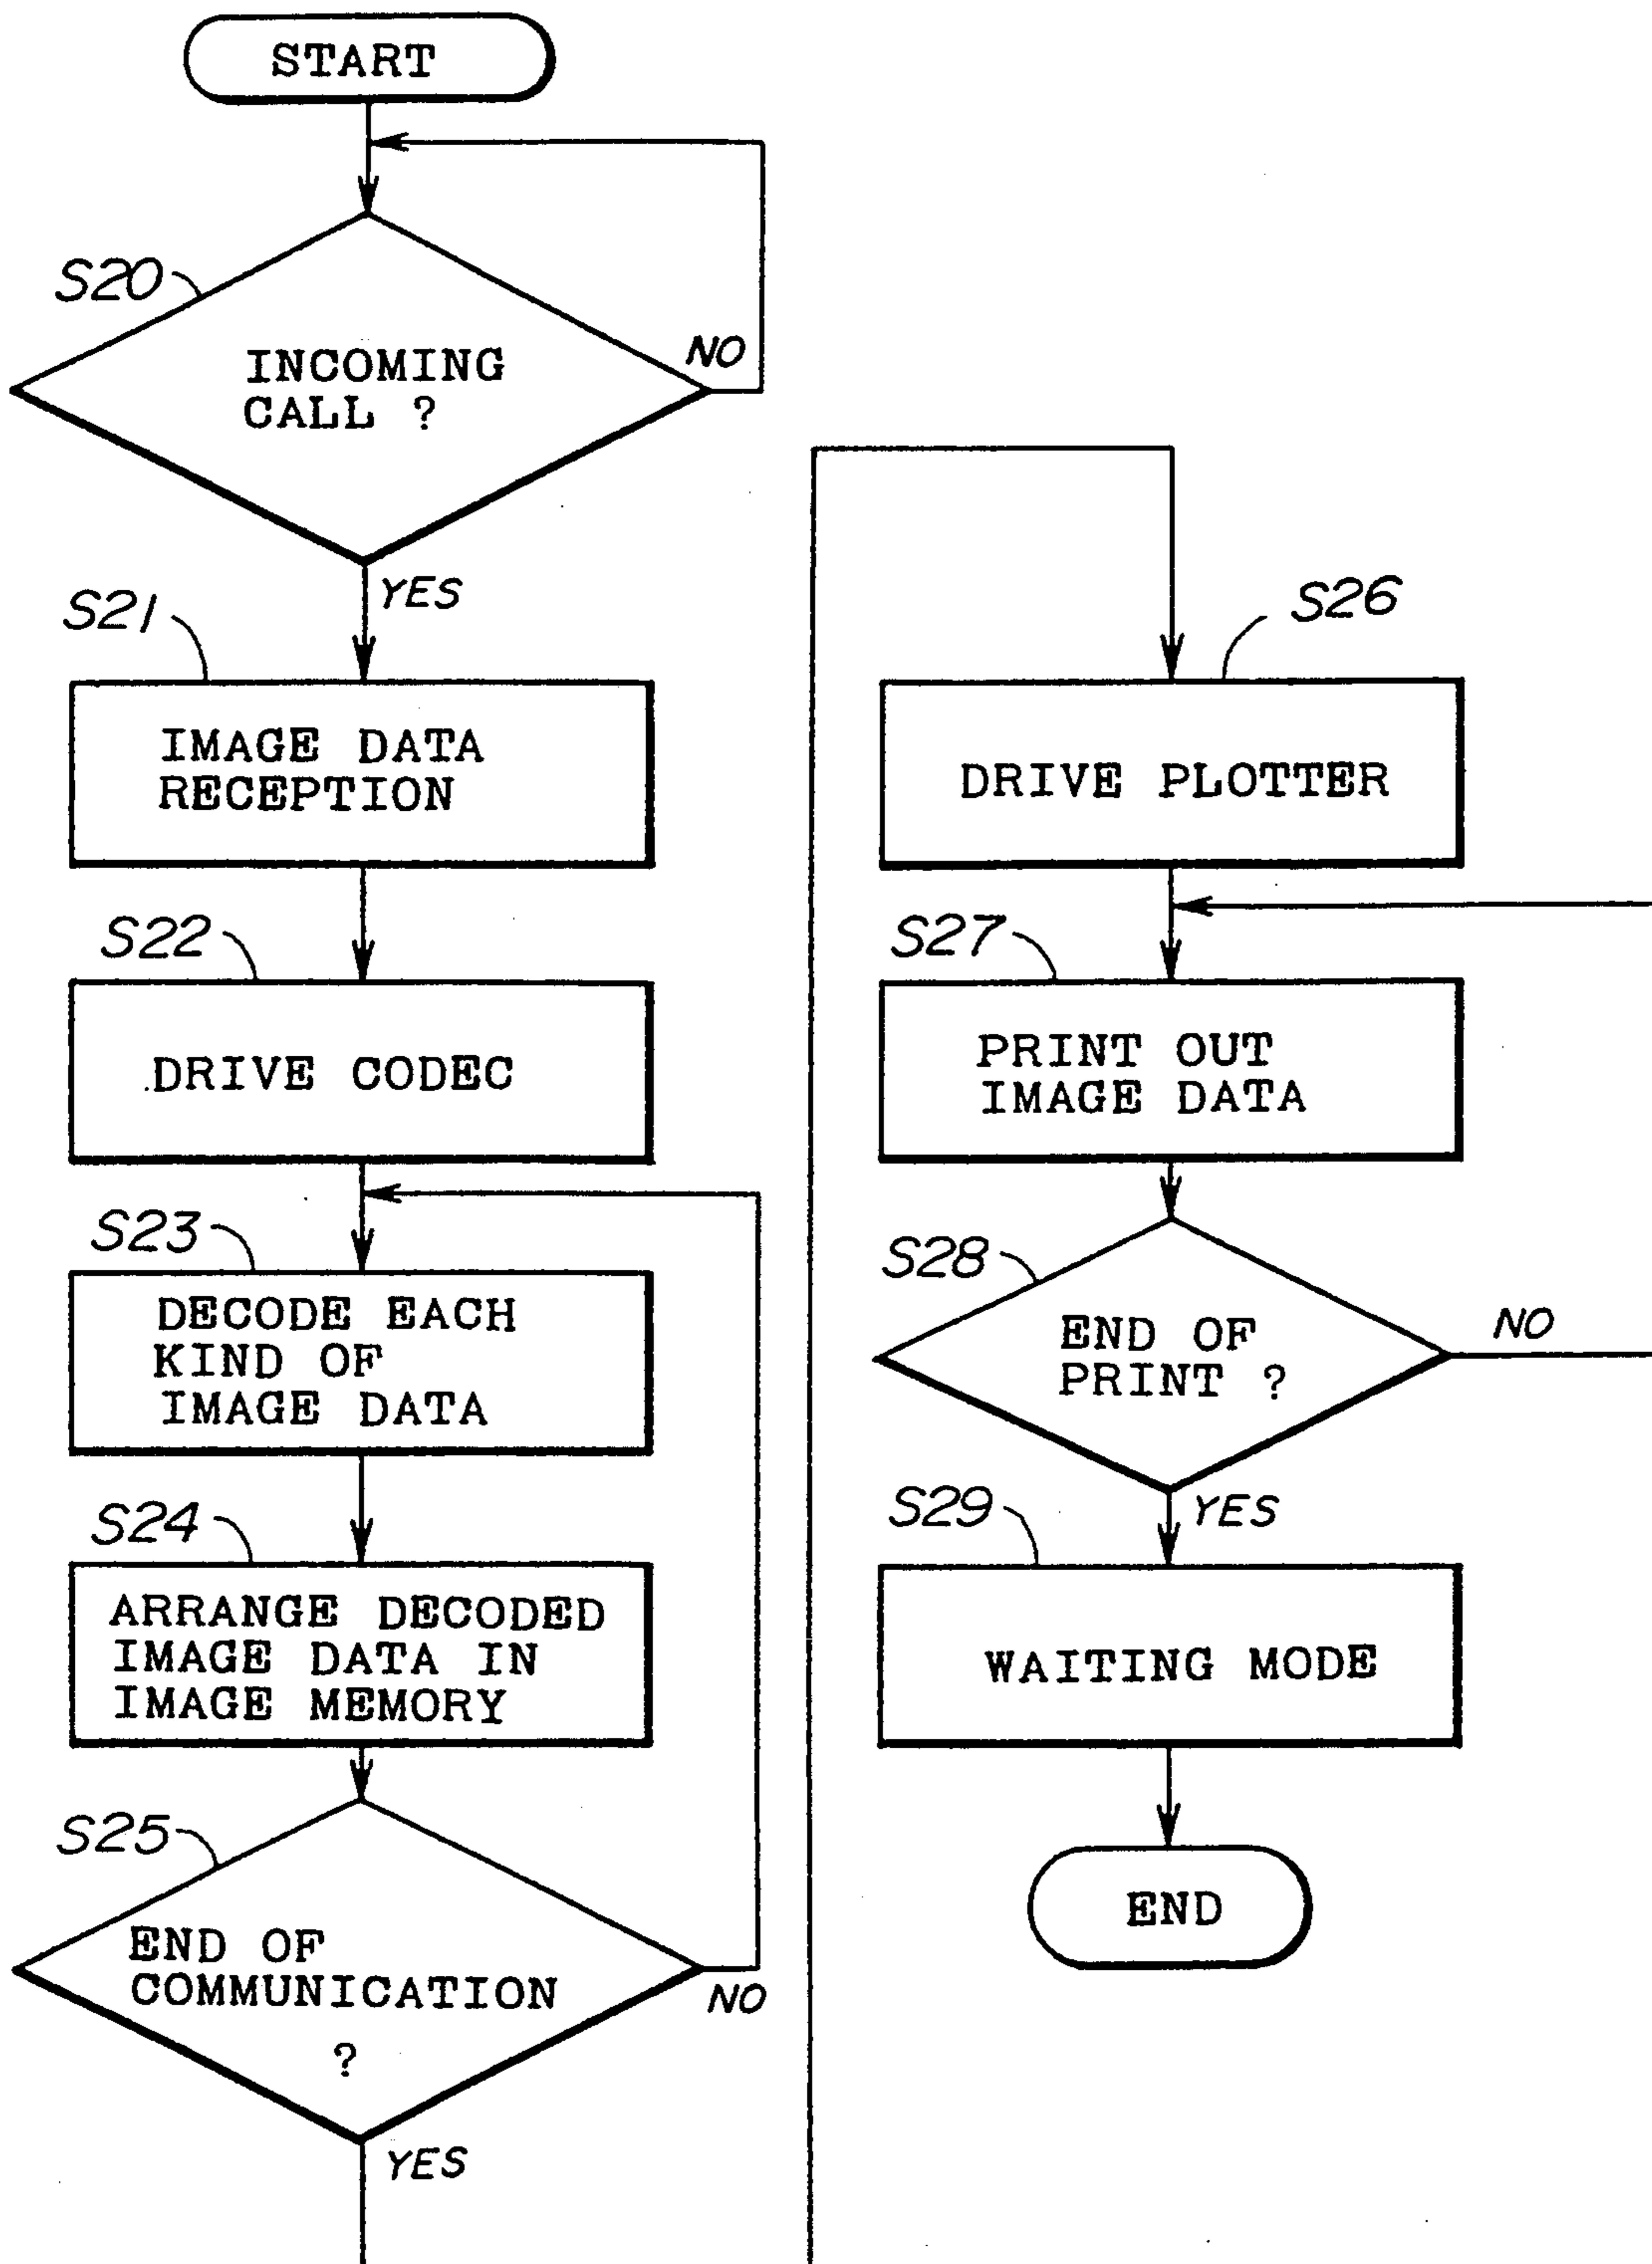 START
S20
INCOMING
CALL ?
NO
YES
S21
IMAGE DATA
RECEPTION
S22
DRIVE CODEC
S23
DECODE EACH
KIND OF
IMAGE DATA
S24
ARRANGE DECODED
IMAGE DATA IN
IMAGE MEMORY
S25
END OF
COMMUNICATION
?
NO
YES
S26
DRIVE PLOTTER
S27
PRINT OUT
IMAGE DATA
S28
END OF
PRINT ?
NO
YES
S29
WAITING MODE
END